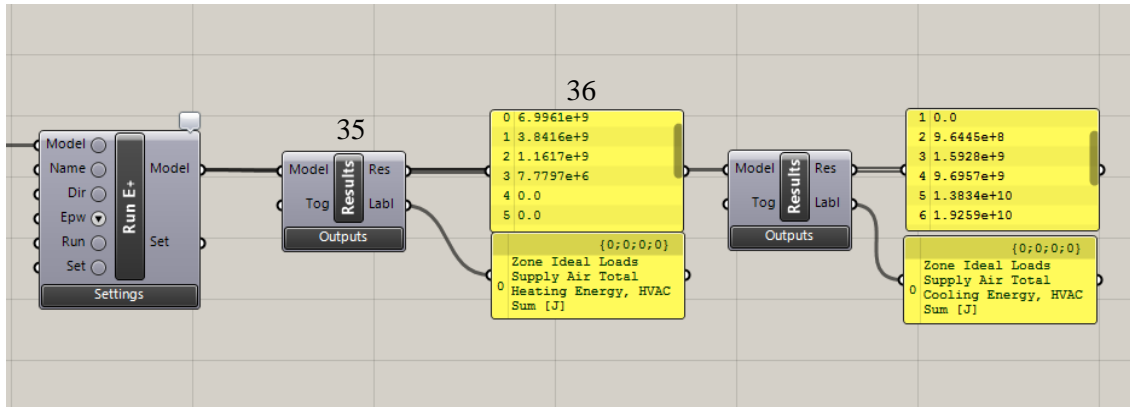 35
36
Model
Name
Dir
Epw
Run
Set
Run E+
Model
Set
Settings
Model
Tog
Results
Res
Labl
Outputs
0 6.9961e+9
1 3.8416e+9
2 1.1617e+9
3 7.7797e+6
4 0.0
5 0.0
{0;0;0;0}
0
Zone Ideal Loads
Supply Air Total
Heating Energy, HVAC
Sum [J]
Model
Tog
Results
Res
Labl
Outputs
1 0.0
2 9.6445e+8
3 1.5928e+9
4 9.6957e+9
5 1.3834e+10
6 1.9259e+10
{0;0;0;0}
0
Zone Ideal Loads
Supply Air Total
Cooling Energy, HVAC
Sum [J]